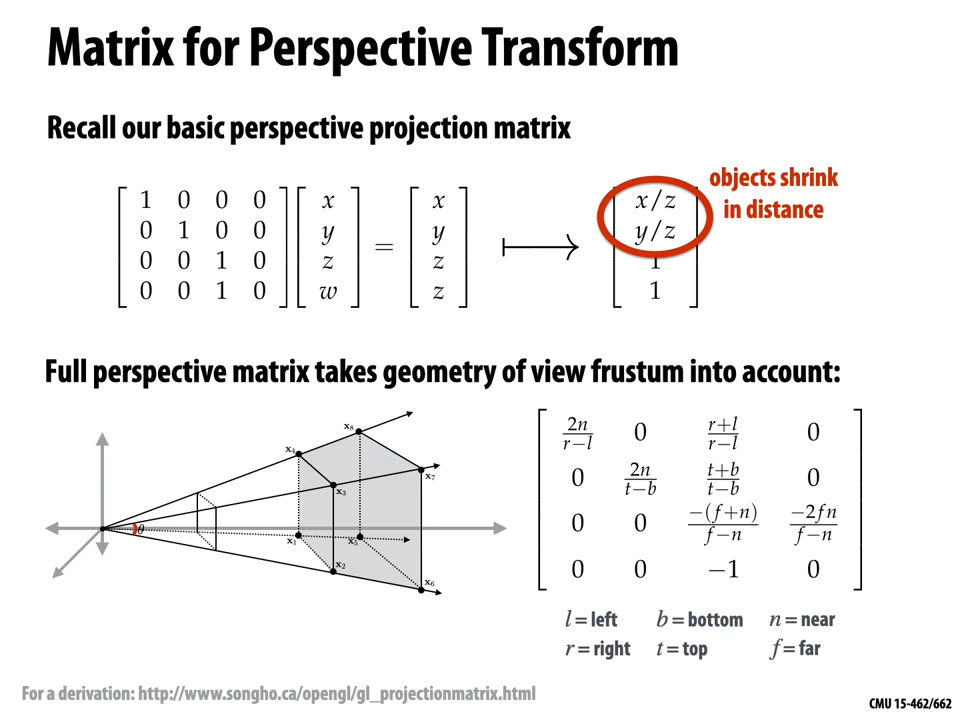 Matrix for Perspective Transform
Recall our basic perspective projection matrix
objects shrink
in distance
1 0 0 0 x x x/z
0 1 0 0 y = y ⟼ y/z
0 0 1 0 z z 1
0 0 1 0 w z 1
Full perspective matrix takes geometry of view frustum into account:
x₈
x₄
x₇
x₃
θ
x₁ x₅
x₂
x₆
2n/(r−l) 0 (r+l)/(r−l) 0
0 2n/(t−b) (t+b)/(t−b) 0
0 0 −(f+n)/(f−n) −2fn/(f−n)
0 0 −1 0
l = left b = bottom n = near
r = right t = top f = far
For a derivation: http://www.songho.ca/opengl/gl_projectionmatrix.html
CMU 15-462/662